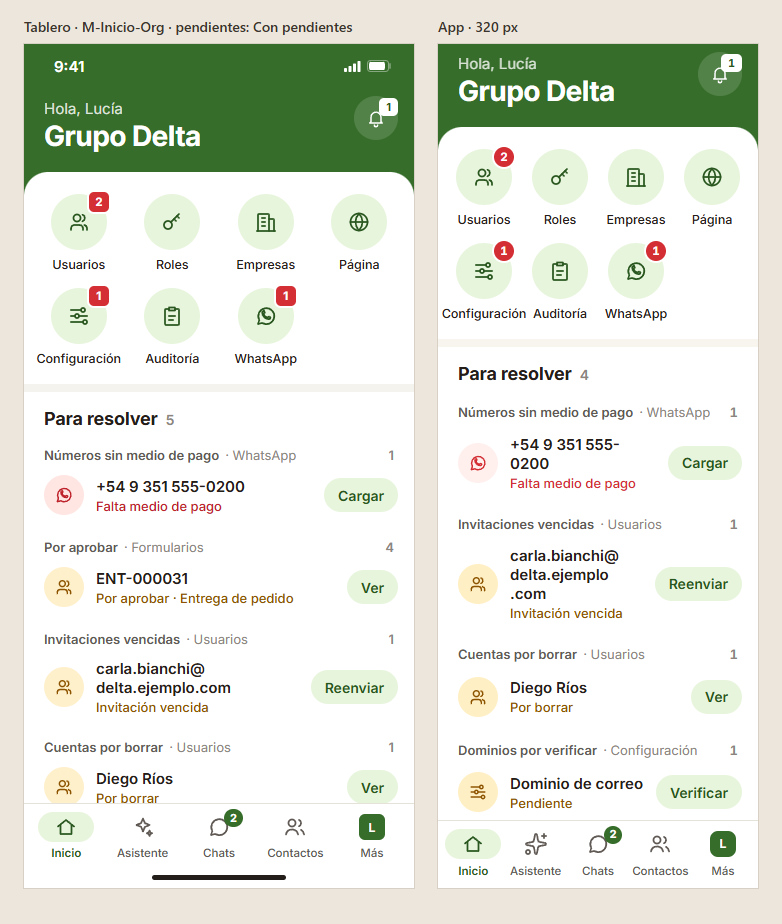 Tablero · M-Inicio-Org · pendientes: Con pendientes
9:41
Hola, Lucía
1
Grupo Delta
2
Usuarios
Roles
Empresas
Página
1
1
Configuración
Auditoría
WhatsApp
Para resolver 5
Números sin medio de pago · WhatsApp 1
+54 9 351 555-0200
Falta medio de pago
Cargar
Por aprobar · Formularios 4
ENT-000031
Por aprobar · Entrega de pedido
Ver
Invitaciones vencidas · Usuarios 1
carla.bianchi@
delta.ejemplo.com
Invitación vencida
Reenviar
Cuentas por borrar · Usuarios 1
Diego Ríos
Por borrar
Ver
2
L
Inicio
Asistente
Chats
Contactos
Más
App · 320 px
Hola, Lucía
1
Grupo Delta
2
Usuarios
Roles
Empresas
Página
1
1
Configuración
Auditoría
WhatsApp
Para resolver 4
Números sin medio de pago · WhatsApp 1
+54 9 351 555-
0200
Falta medio de pago
Cargar
Invitaciones vencidas · Usuarios 1
carla.bianchi@
delta.ejemplo
.com
Invitación vencida
Reenviar
Cuentas por borrar · Usuarios 1
Diego Ríos
Por borrar
Ver
Dominios por verificar · Configuración 1
Dominio de correo
Pendiente
Verificar
2
L
Inicio
Asistente
Chats
Contactos
Más